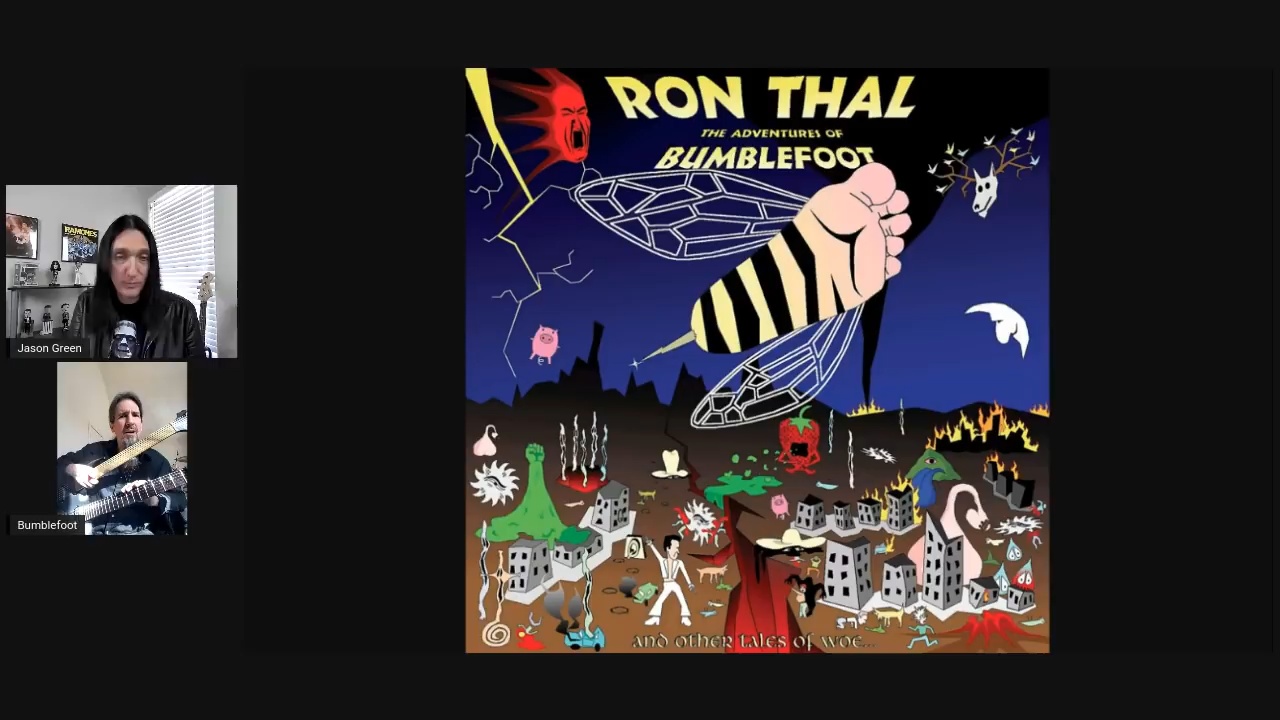 RON THAL
THE ADVENTURES OF
BUMBLEFOOT
RAMONES
Jason Green
Bumblefoot
and other tales of woe...